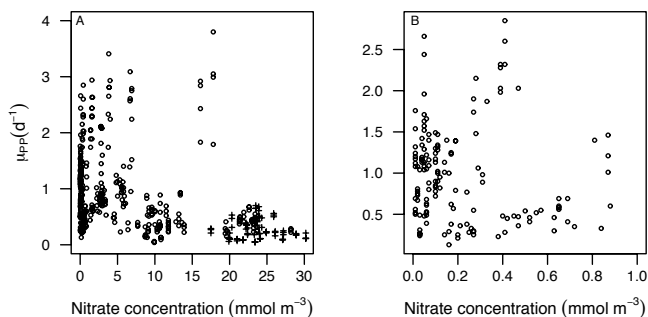 A
B
μPP(d⁻¹)
4
3
2
1
0
2.5
2.0
1.5
1.0
0.5
0 5 10 15 20 25 30
0.0 0.2 0.4 0.6 0.8 1.0
Nitrate concentration (mmol m⁻³)
Nitrate concentration (mmol m⁻³)